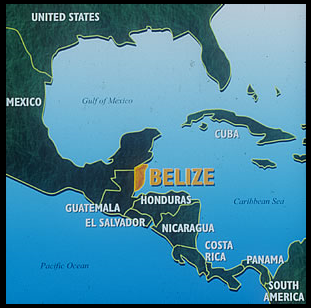 UNITED STATES
Gulf of Mexico
MEXICO
CUBA
BELIZE
HONDURAS
Caribbean Sea
GUATEMALA
EL SALVADOR
NICARAGUA
COSTA
RICA
PANAMA
Pacific Ocean
SOUTH
AMERICA